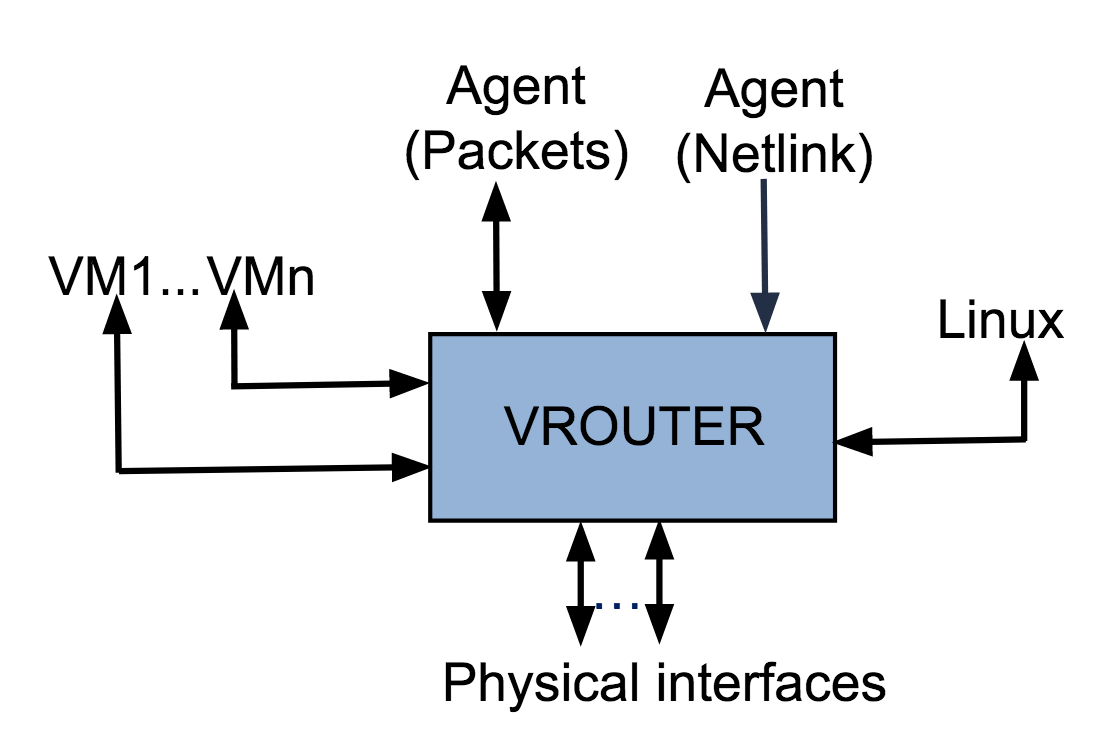 Agent
(Packets)
Agent
(Netlink)
VM1...VMn
Linux
VROUTER
...
Physical interfaces